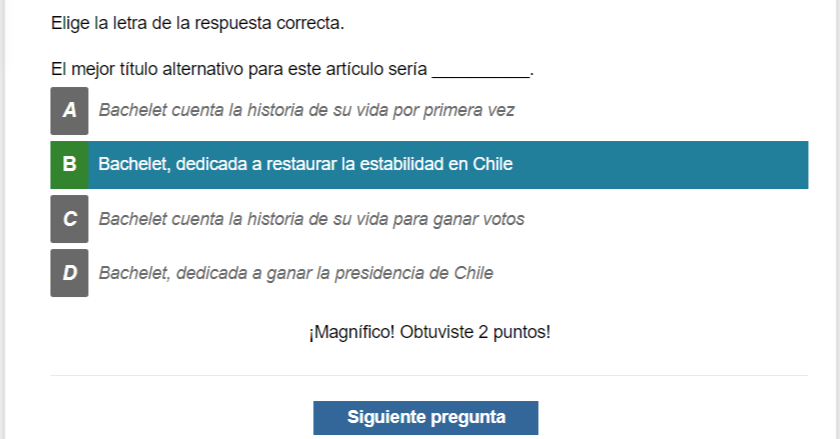 Elige la letra de la respuesta correcta.
El mejor título alternativo para este artículo sería ___________.
A Bachelet cuenta la historia de su vida por primera vez
B Bachelet, dedicada a restaurar la estabilidad en Chile
C Bachelet cuenta la historia de su vida para ganar votos
D Bachelet, dedicada a ganar la presidencia de Chile
¡Magnífico! Obtuviste 2 puntos!
Siguiente pregunta